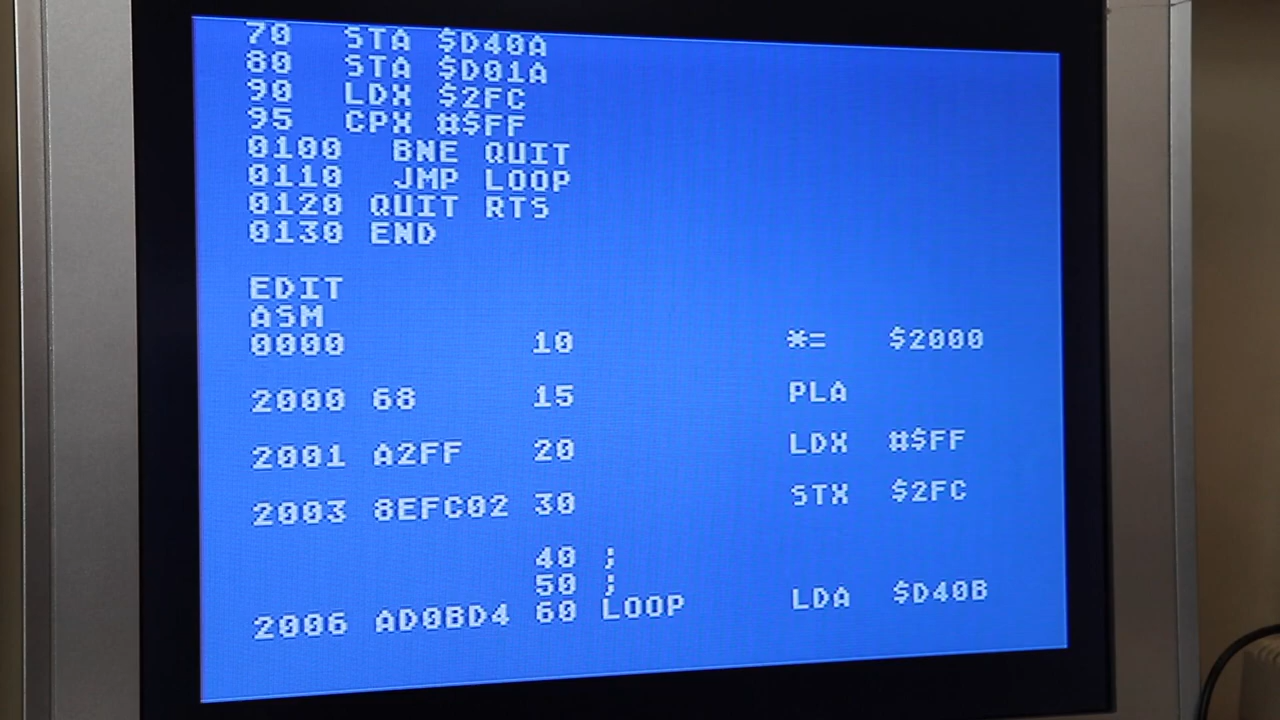 70   STA $D40A
80   STA $D01A
90   LDX $2FC
95   CPX #$FF
0100   BNE QUIT
0110   JMP LOOP
0120 QUIT RTS
0130 END
EDIT
ASM
0000 10 *= $2000
2000 68 15 PLA
2001 A2FF 20 LDX #$FF
2003 8EFC02 30 STX $2FC
40 ;
50 ;
2006 AD0BD4 60 LOOP LDA $D40B